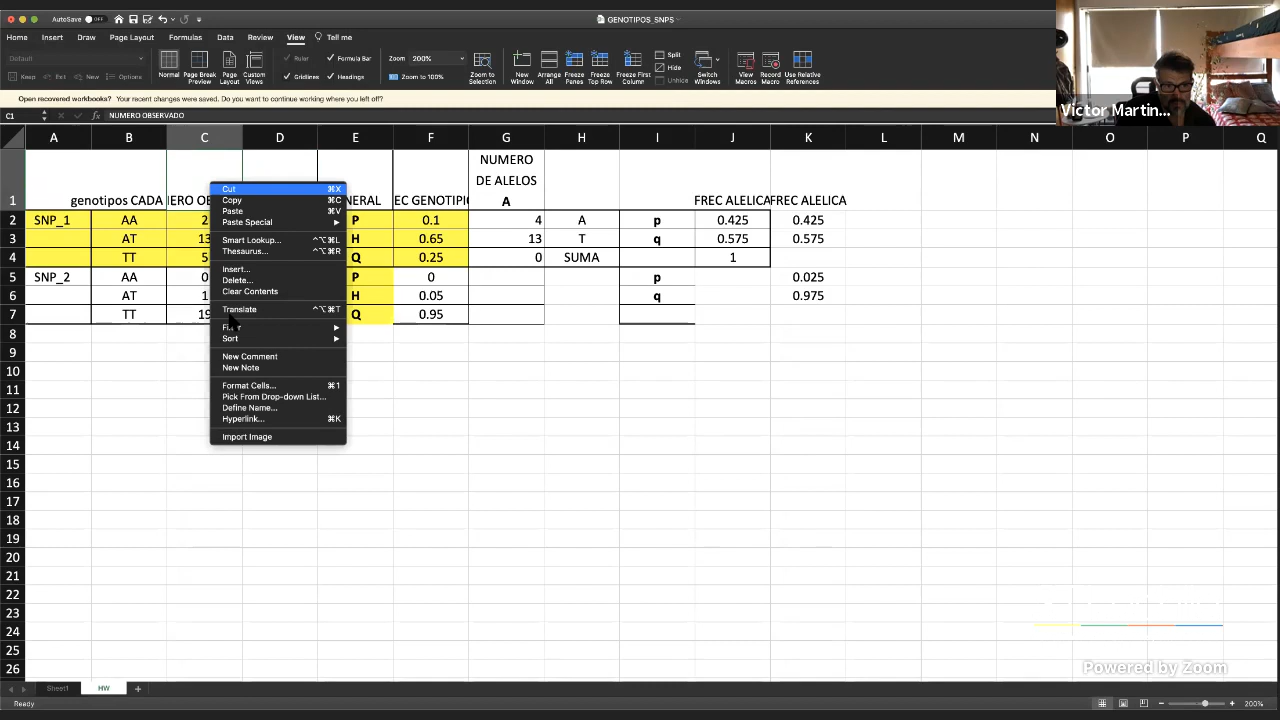 AutoSave OFF
GENOTIPOS_SNPS
Home Insert Draw Page Layout Formulas Data Review View Tell me
Default
Keep Exit New Options
Normal Page Break Preview Page Layout Custom Views
Ruler Formula Bar Gridlines Headings
Zoom 200% Zoom to 100%
Zoom to Selection New Window Arrange All Freeze Panes Freeze Top Row Freeze First Column
Split Hide Unhide
Switch Windows View Macros Record Macro Use Relative References
Victor Martin...
Open recovered workbooks? Your recent changes were saved. Do you want to continue working where you left off?
C1 fx NUMERO OBSERVADO
A B C D E F G H I J K L M N O P Q
NUMERO
DE ALELOS
1 genotipos CADA A FREC ALELICA FREC ALELICA
2 SNP_1 AA 2 P 0.1 4 A p 0.425 0.425
3 AT 13 H 0.65 13 T q 0.575 0.575
4 TT 5 Q 0.25 0 SUMA 1
5 SNP_2 AA 0 P 0 p 0.025
6 AT 1 H 0.05 q 0.975
7 TT 19 Q 0.95
8
9
10
11
12
13
14
15
16
17
18
19
20
21
22
23
24
25
26
Cut ⌘X
Copy ⌘C
Paste ⌘V
Paste Special
Smart Lookup... ^⌥⌘L
Thesaurus... ^⌥⌘R
Insert...
Delete...
Clear Contents
Translate ^⌥⌘T
Filter
Sort
New Comment
New Note
Format Cells... ⌘1
Pick From Drop-down List...
Define Name...
Hyperlink... ⌘K
Import Image
Powered by Zoom
Sheet1 HW +
Ready
200%